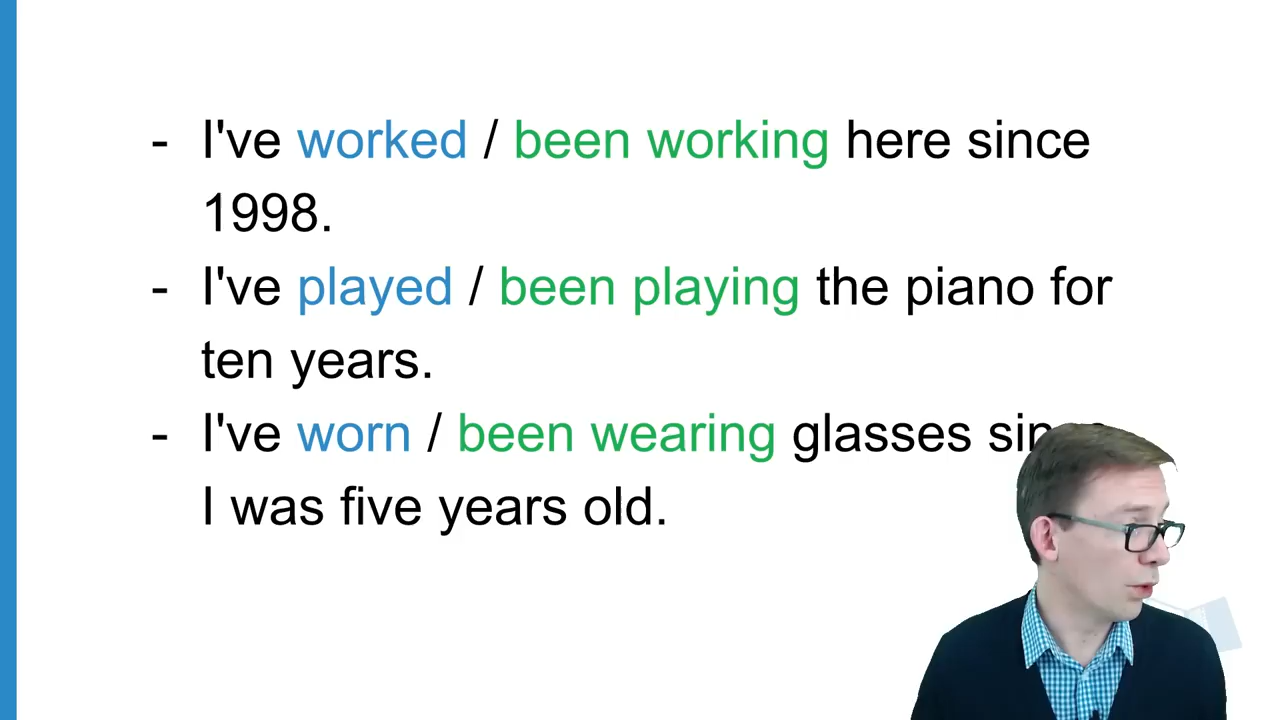 - I've worked / been working here since
1998.
- I've played / been playing the piano for
ten years.
- I've worn / been wearing glasses since
I was five years old.